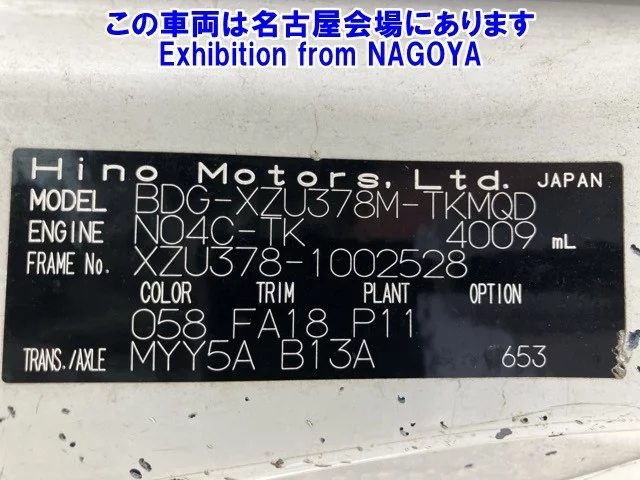 この車両は名古屋会場にあります
Exhibition from NAGOYA
Hino Motors, Ltd. JAPAN
MODEL BDG-XZU378M-TKMQD
ENGINE N04C-TK 4009 mL
FRAME No. XZU378-1002528
COLOR TRIM PLANT OPTION
058 FA18 P11
TRANS./AXLE MYY5A B13A 653